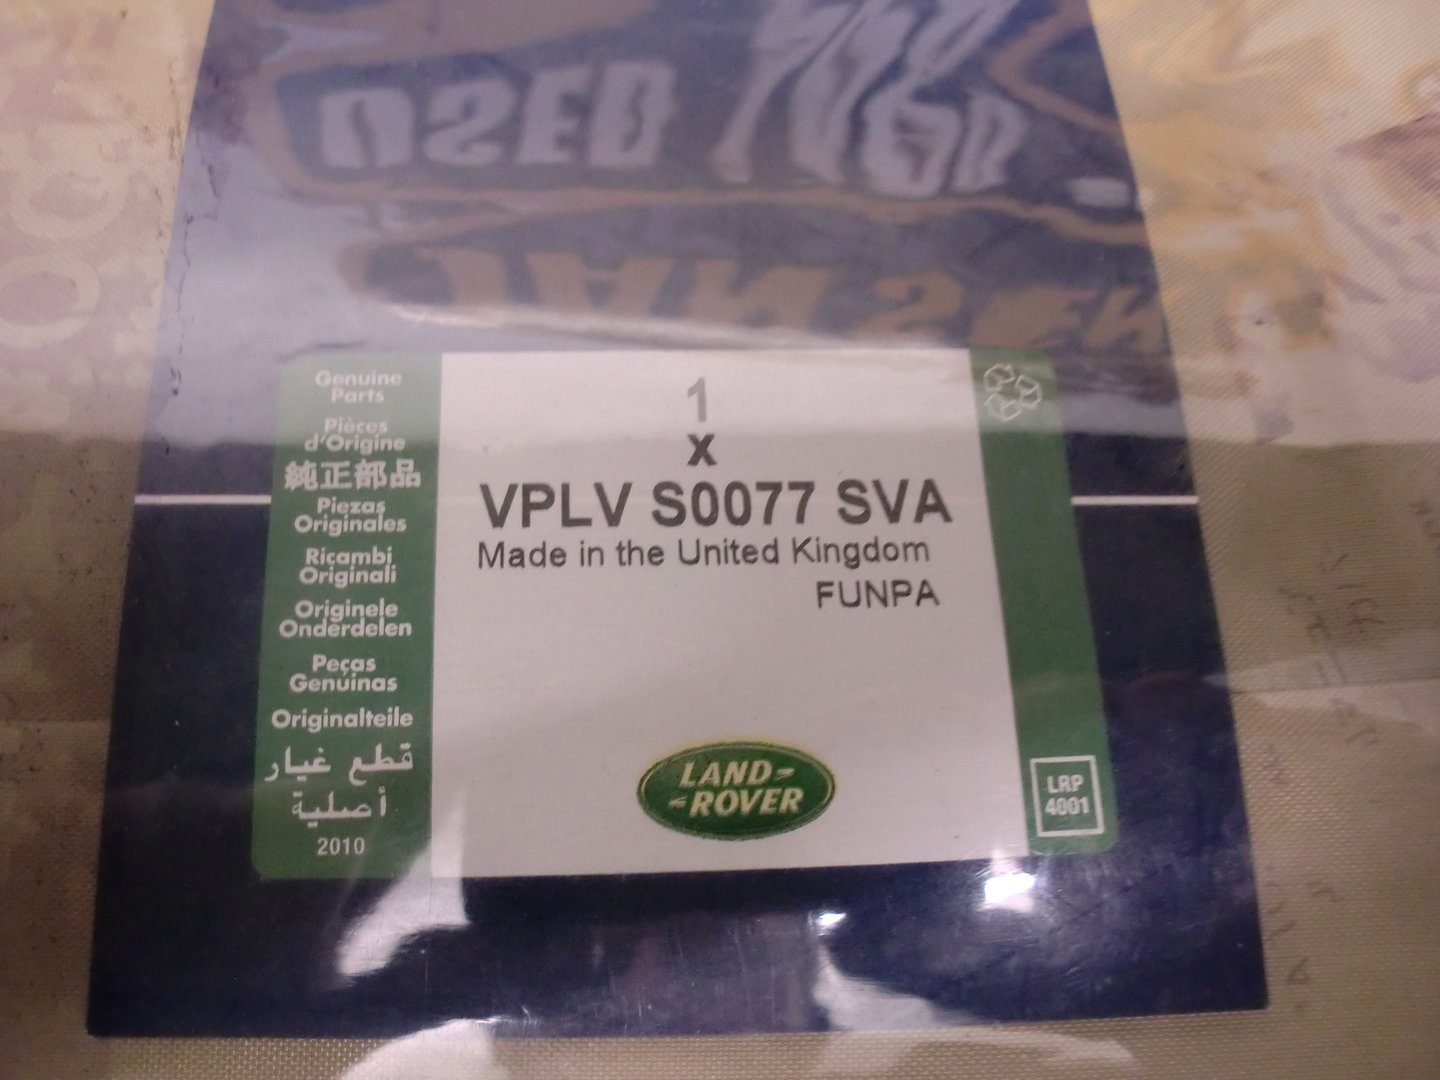 Genuine
Parts
Pièces
d'Origine
純正部品
Piezas
Originales
Ricambi
Originali
Originele
Onderdelen
Peças
Genuinas
Originalteile
قطع غيار
أصلية
2010
1
X
VPLV S0077 SVA
Made in the United Kingdom
FUNPA
LAND-
-ROVER
LRP
4001